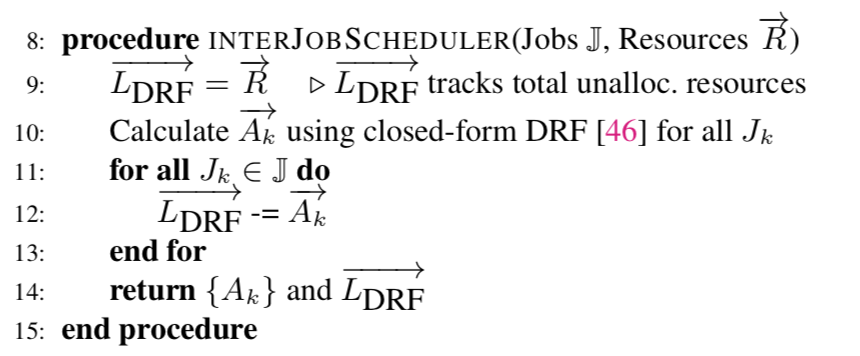 8: procedure INTERJOBSCHEDULER(Jobs 𝕁, Resources $\overrightarrow{R}$)
9: $\overrightarrow{L_{\text{DRF}}} = \overrightarrow{R}$ ▷ $\overrightarrow{L_{\text{DRF}}}$ tracks total unalloc. resources
10: Calculate $\overrightarrow{A_k}$ using closed-form DRF [46] for all $J_k$
11: for all $J_k \in \mathbb{J}$ do
12: $\overrightarrow{L_{\text{DRF}}}$ -= $\overrightarrow{A_k}$
13: end for
14: return $\{A_k\}$ and $\overrightarrow{L_{\text{DRF}}}$
15: end procedure